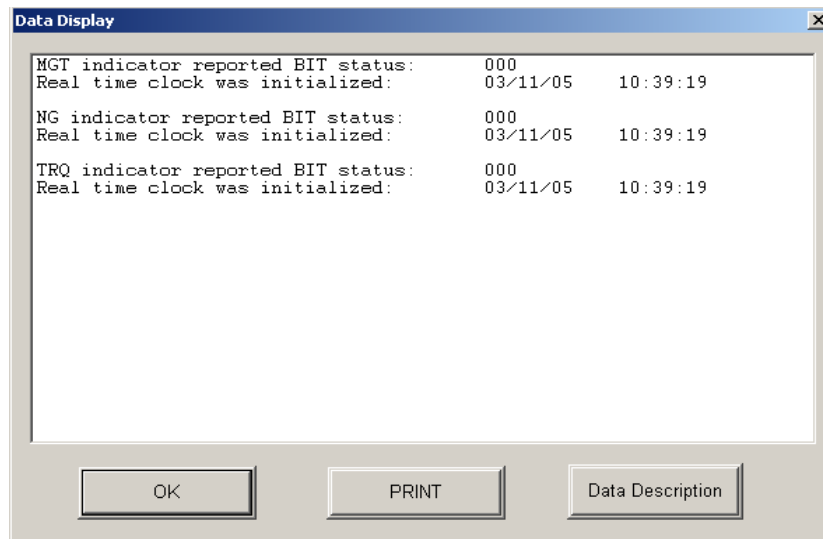 Data Display
MGT indicator reported BIT status: 000
Real time clock was initialized: 03/11/05 10:39:19
NG indicator reported BIT status: 000
Real time clock was initialized: 03/11/05 10:39:19
TRQ indicator reported BIT status: 000
Real time clock was initialized: 03/11/05 10:39:19
OK PRINT Data Description